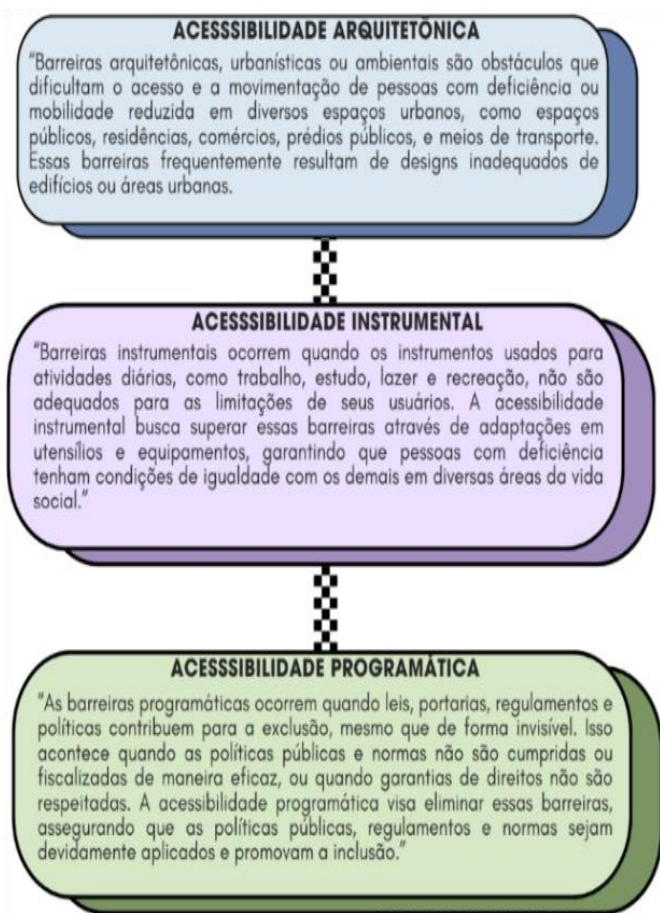 ACESSSIBILIDADE ARQUITETÔNICA
“Barreiras arquitetônicas, urbanísticas ou ambientais são obstáculos que
dificultam o acesso e a movimentação de pessoas com deficiência ou
mobilidade reduzida em diversos espaços urbanos, como espaços
públicos, residências, comércios, prédios públicos, e meios de transporte.
Essas barreiras frequentemente resultam de designs inadequados de
edifícios ou áreas urbanas.
ACESSSIBILIDADE INSTRUMENTAL
“Barreiras instrumentais ocorrem quando os instrumentos usados para
atividades diárias, como trabalho, estudo, lazer e recreação, não são
adequados para as limitações de seus usuários. A acessibilidade
instrumental busca superar essas barreiras através de adaptações em
utensílios e equipamentos, garantindo que pessoas com deficiência
tenham condições de igualdade com os demais em diversas áreas da vida
social.”
ACESSSIBILIDADE PROGRAMÁTICA
“As barreiras programáticas ocorrem quando leis, portarias, regulamentos e
políticas contribuem para a exclusão, mesmo que de forma invisível. Isso
acontece quando as políticas públicas e normas não são cumpridas ou
fiscalizadas de maneira eficaz, ou quando garantias de direitos não são
respeitadas. A acessibilidade programática visa eliminar essas barreiras,
assegurando que as políticas públicas, regulamentos e normas sejam
devidamente aplicados e promovam a inclusão.”